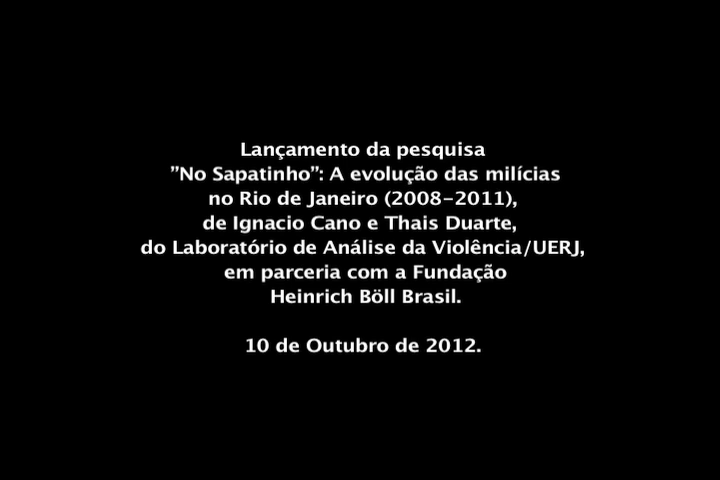 Lançamento da pesquisa
”No Sapatinho”: A evolução das milícias
no Rio de Janeiro (2008-2011),
de Ignacio Cano e Thais Duarte,
do Laboratório de Análise da Violência/UERJ,
em parceria com a Fundação
Heinrich Böll Brasil.
10 de Outubro de 2012.